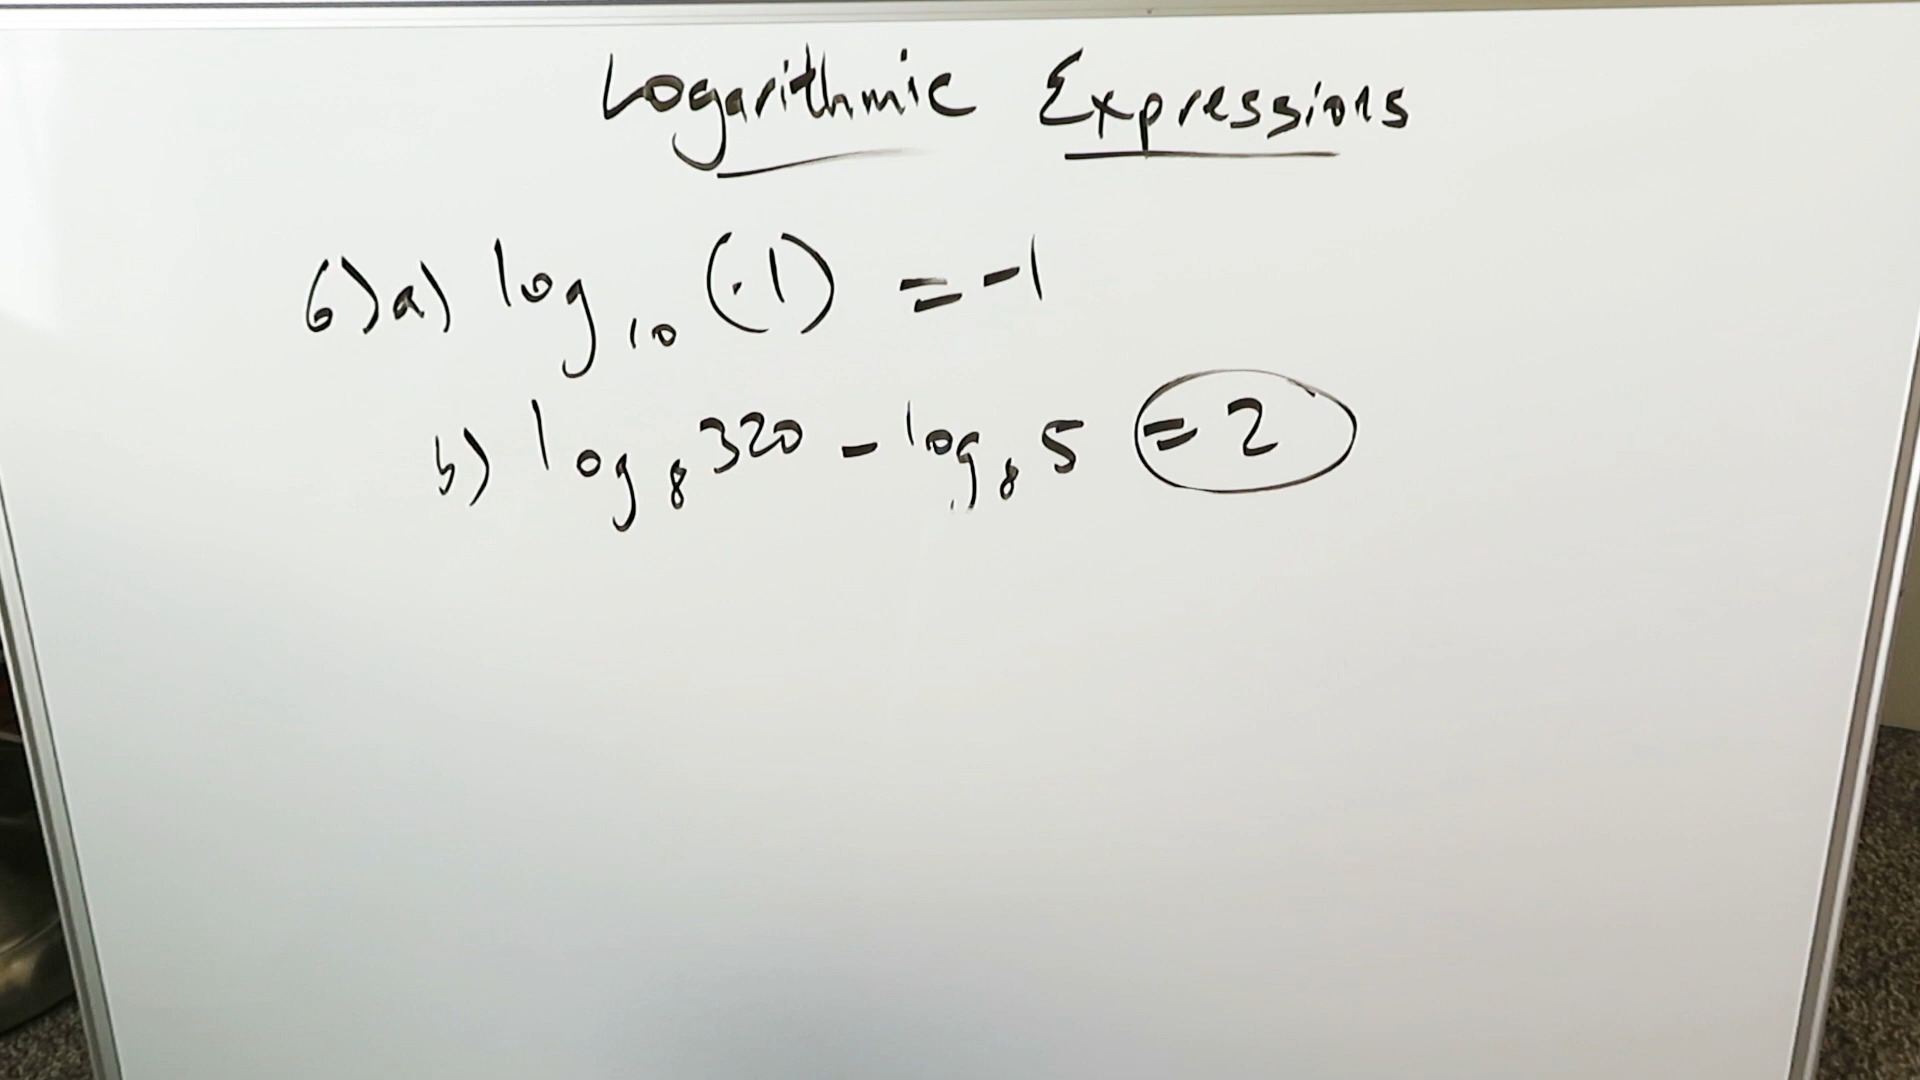 Logarithmic Expressions
6)a) log₁₀ (.1) = -1
b) log₈ 320 - log₈ 5 = 2